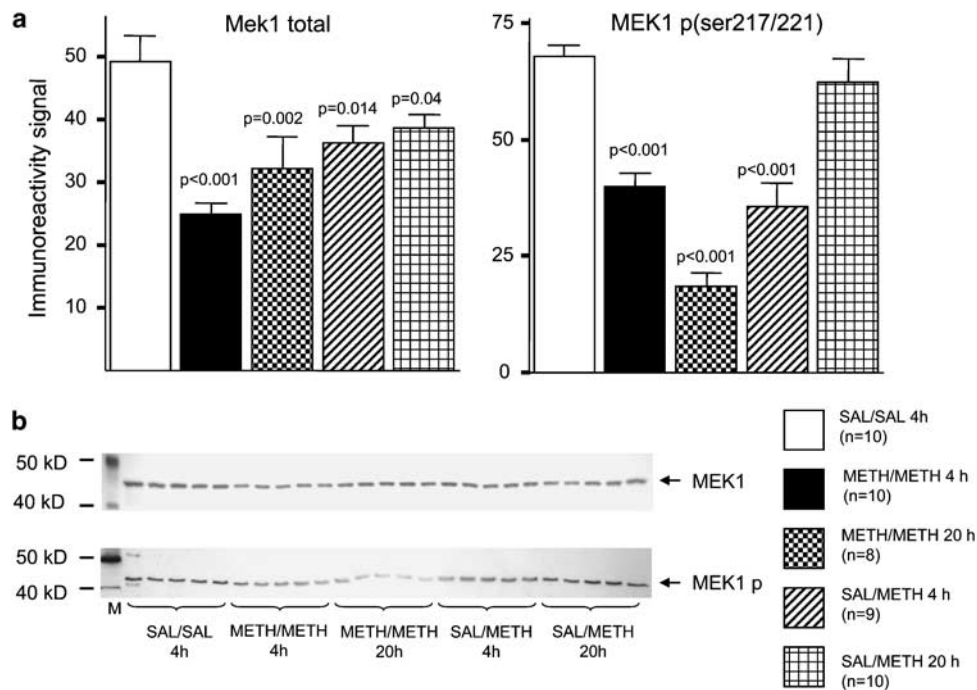 a
Mek1 total
MEK1 p(ser217/221)
Immunoreactivity signal
50
40
30
20
10
p<0.001
p=0.002
p=0.014
p=0.04
75
50
25
0
p<0.001
p<0.001
p<0.001
b
50 kD
40 kD
MEK1
50 kD
40 kD
MEK1 p
M
SAL/SAL
4h
METH/METH
4h
METH/METH
20h
SAL/METH
4h
SAL/METH
20h
SAL/SAL 4h
(n=10)
METH/METH 4 h
(n=10)
METH/METH 20 h
(n=8)
SAL/METH 4 h
(n=9)
SAL/METH 20 h
(n=10)